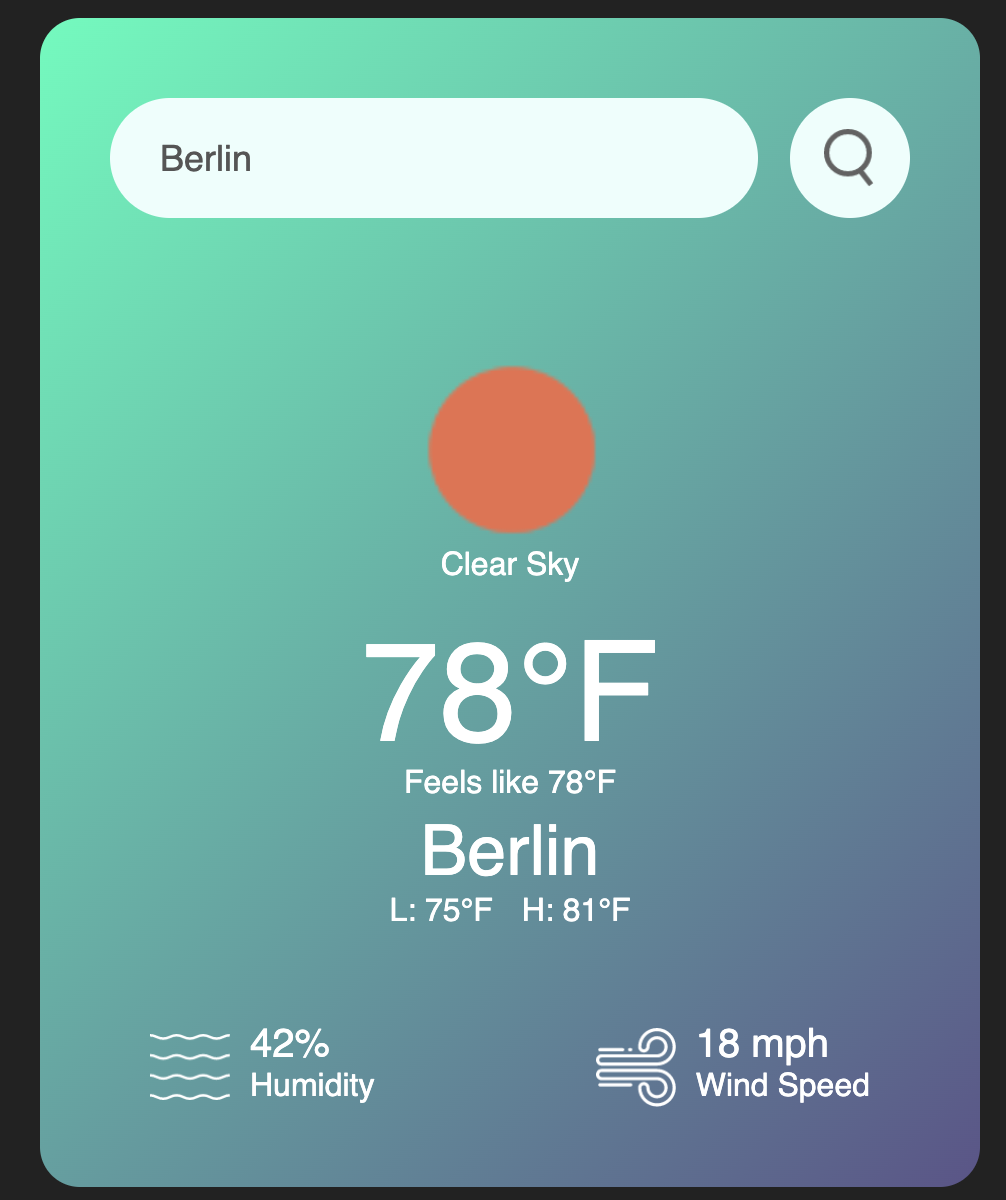 Berlin
Clear Sky
78°F
Feels like 78°F
Berlin
L: 75°F H: 81°F
42%
Humidity
18 mph
Wind Speed